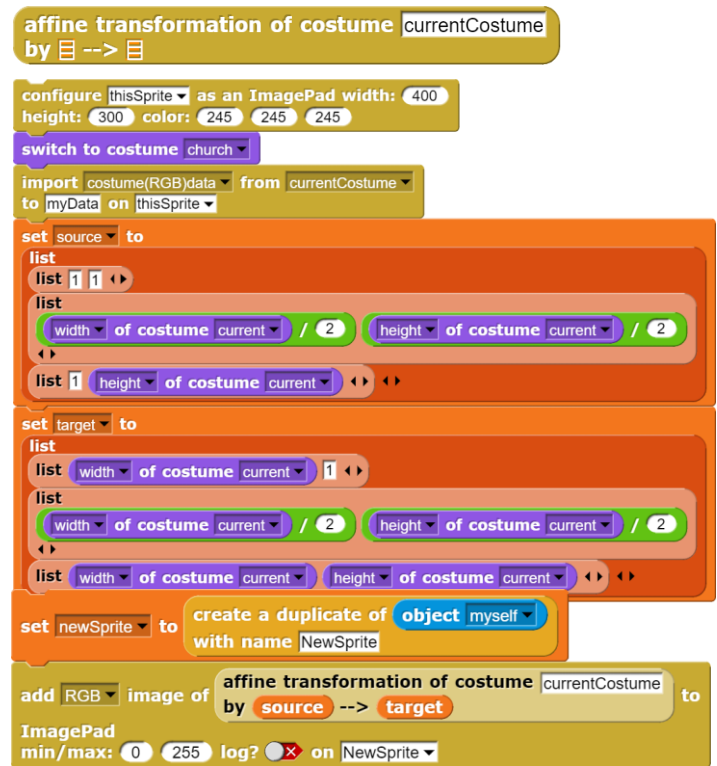 affine transformation of costume currentCostume
by -->
configure thisSprite as an ImagePad width: 400
height: 300 color: 245 245 245
switch to costume church
import costume(RGB)data from currentCostume
to myData on thisSprite
set source to
list
list 1 1
list
width of costume current / 2 height of costume current / 2
list 1 height of costume current
set target to
list
list width of costume current 1
list
width of costume current / 2 height of costume current / 2
list width of costume current height of costume current
set newSprite to create a duplicate of object myself
with name NewSprite
add RGB image of affine transformation of costume currentCostume
by source --> target to
ImagePad
min/max: 0 255 log? on NewSprite